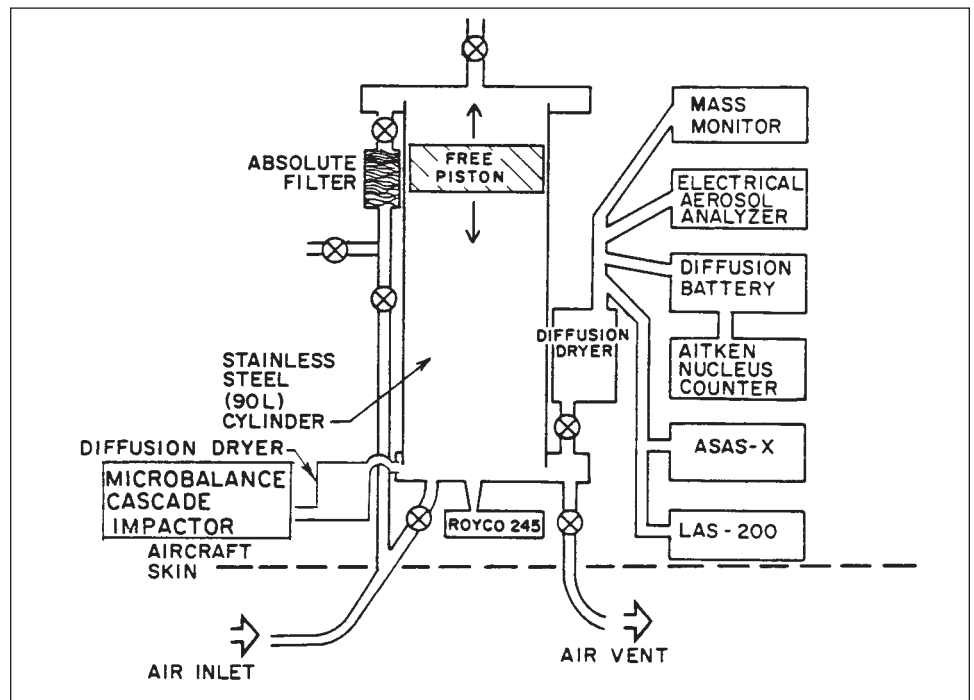 MASS
MONITOR
ABSOLUTE
FILTER
FREE
PISTON
ELECTRICAL
AEROSOL
ANALYZER
DIFFUSION
BATTERY
DIFFUSION
DRYER
AITKEN
NUCLEUS
COUNTER
STAINLESS
STEEL
(90L)
CYLINDER
DIFFUSION DRYER
ASAS-X
MICROBALANCE
CASCADE
IMPACTOR
ROYCO 245
LAS-200
AIRCRAFT
SKIN
AIR INLET
AIR VENT